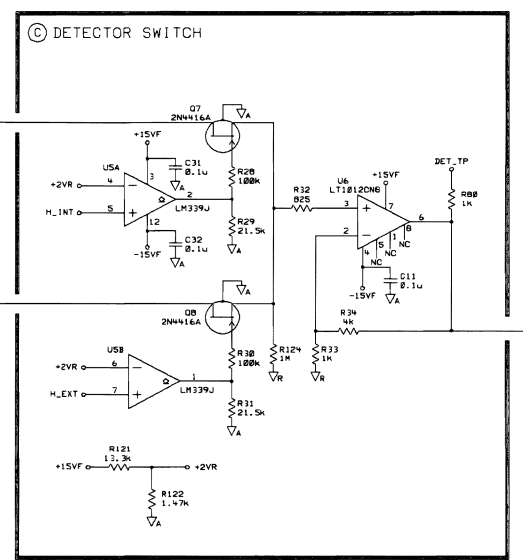 C DETECTOR SWITCH
Q7
2N4416A
A
+15VF
C31
0.1u
A
R28
100k
U5A
3
+2VR
4
2
H_INT
5
LM339J
12
R29
21.5k
A
C32
0.1u
-15VF
A
U6
LT1012CN8
+15VF
DET_TP
R80
1K
R32
825
3
7
6
2
8
1
5
4
NC
NC
NC
-15VF
C11
0.1u
A
A
Q8
2N4416A
R34
4k
R30
100k
R124
1M
R
R33
1K
R
U5B
+2VR
6
1
H_EXT
7
LM339J
R31
21.5k
A
R121
13.3k
+15VF
+2VR
R122
1.47k
A